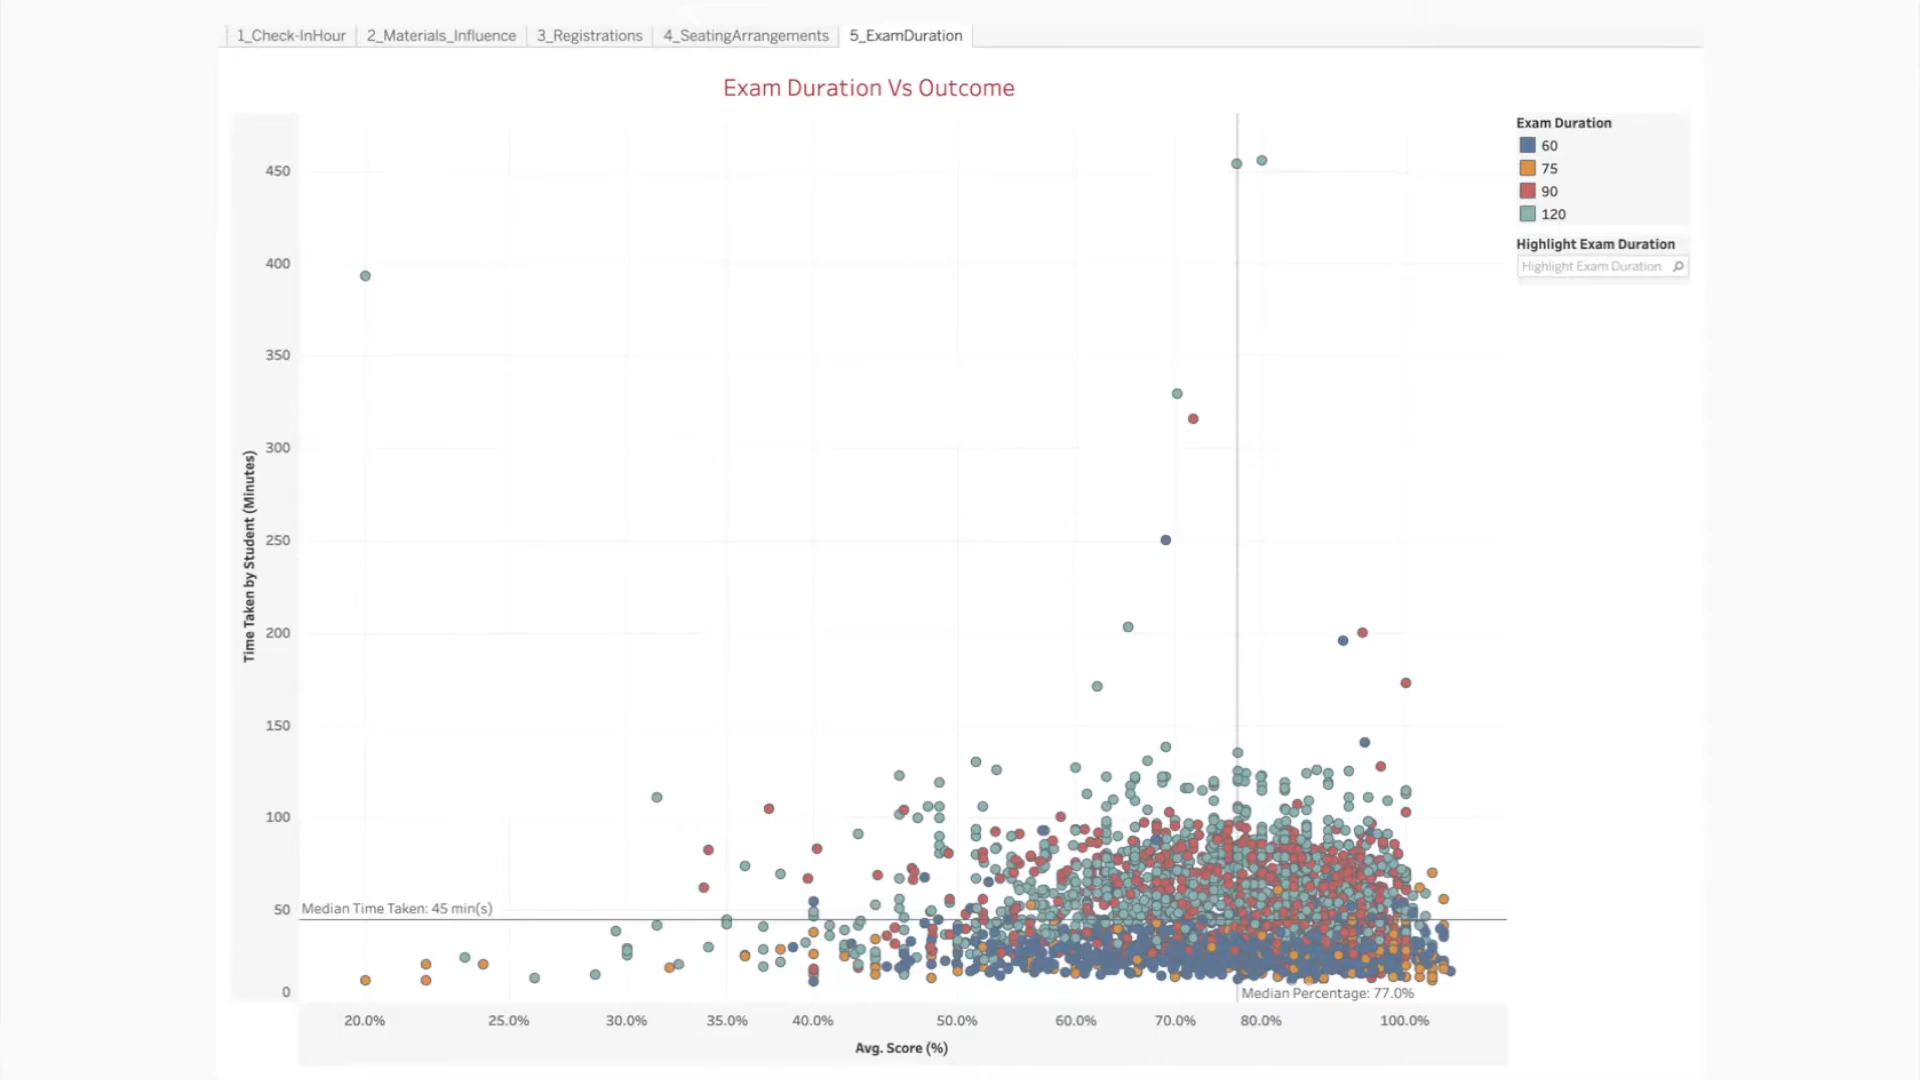 1_Check-InHour 2_Materials_Influence 3_Registrations 4_SeatingArrangements 5_ExamDuration
Exam Duration Vs Outcome
Exam Duration
60
75
90
120
Highlight Exam Duration
Highlight Exam Duration
Time Taken by Student (Minutes)
450
400
350
300
250
200
150
100
50
0
Median Time Taken: 45 min(s)
Median Percentage: 77.0%
20.0% 25.0% 30.0% 35.0% 40.0% 50.0% 60.0% 70.0% 80.0% 100.0%
Avg. Score (%)